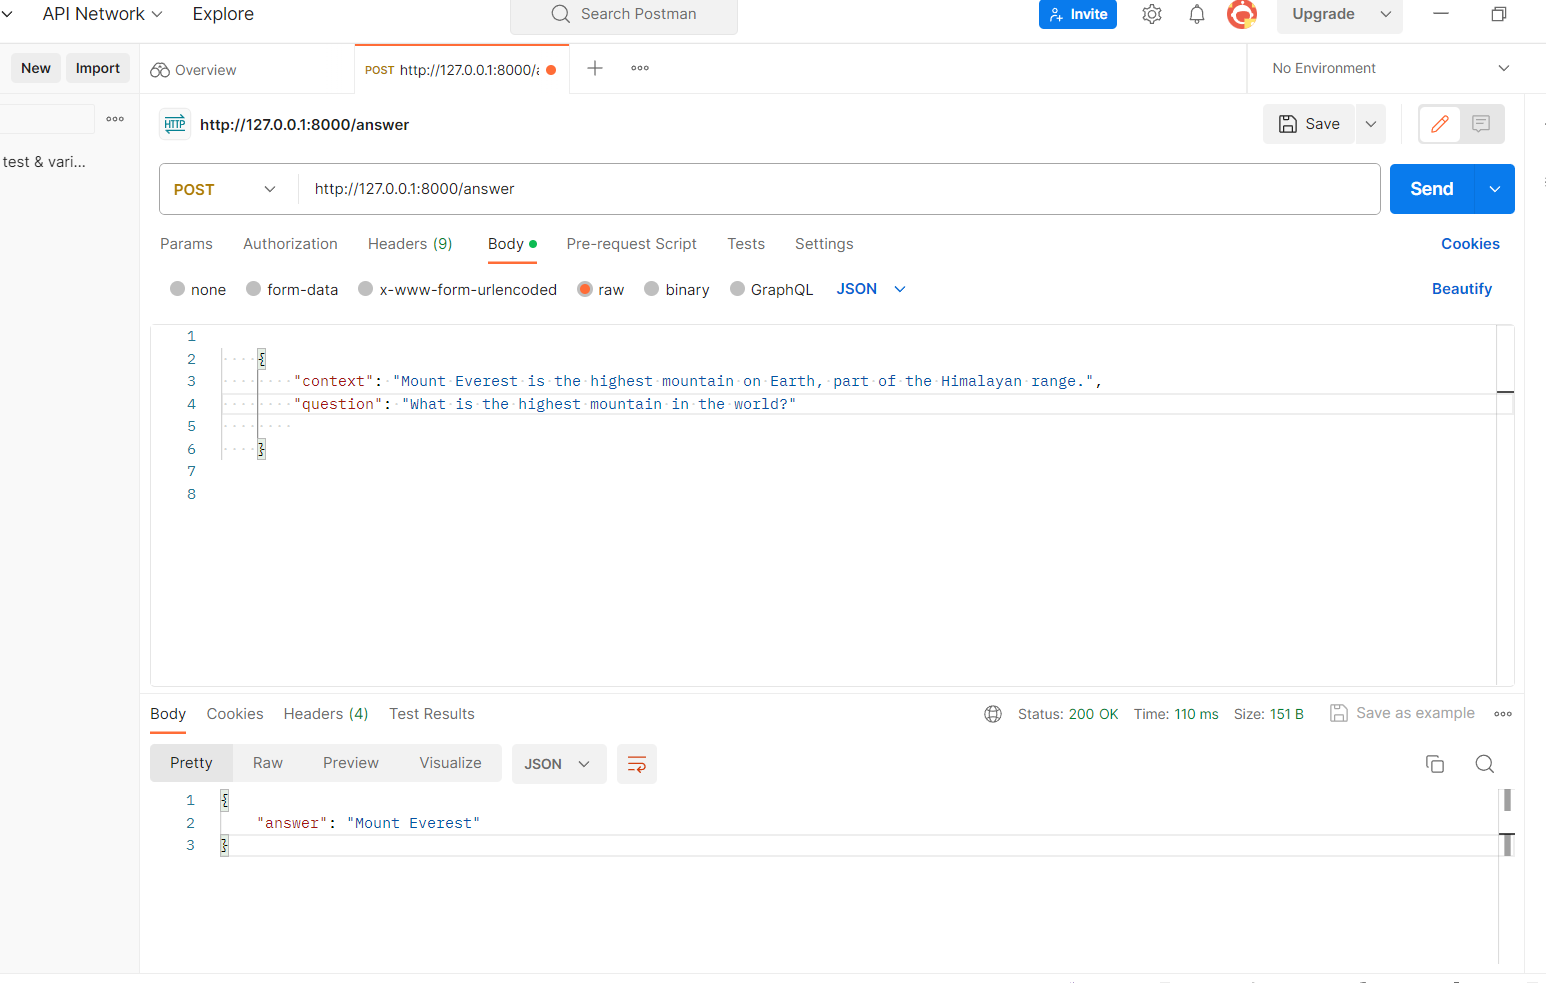 API Network Explore Search Postman Invite Upgrade
New Import Overview POST http://127.0.0.1:8000/a No Environment
HTTP http://127.0.0.1:8000/answer Save
test & vari...
POST http://127.0.0.1:8000/answer Send
Params Authorization Headers (9) Body Pre-request Script Tests Settings Cookies
none form-data x-www-form-urlencoded raw binary GraphQL JSON Beautify
1
2 {
3 "context": "Mount Everest is the highest mountain on Earth, part of the Himalayan range.",
4 "question": "What is the highest mountain in the world?"
5
6 }
7
8
Body Cookies Headers (4) Test Results Status: 200 OK Time: 110 ms Size: 151 B Save as example
Pretty Raw Preview Visualize JSON
1 {
2 "answer": "Mount Everest"
3 }